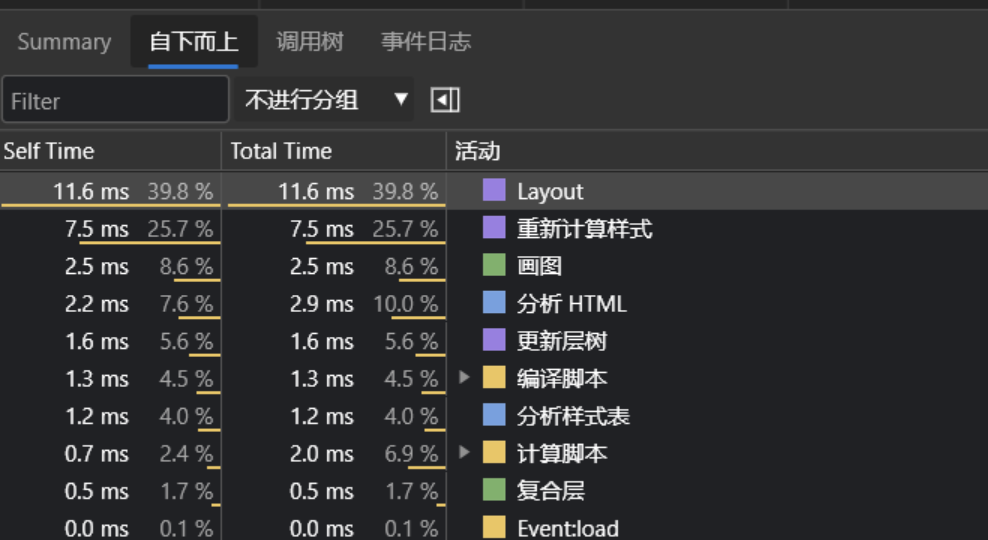 Summary 自下而上 调用树 事件日志
Filter 不进行分组
Self Time Total Time 活动
11.6 ms 39.8 % 11.6 ms 39.8 % Layout
7.5 ms 25.7 % 7.5 ms 25.7 % 重新计算样式
2.5 ms 8.6 % 2.5 ms 8.6 % 画图
2.2 ms 7.6 % 2.9 ms 10.0 % 分析 HTML
1.6 ms 5.6 % 1.6 ms 5.6 % 更新层树
1.3 ms 4.5 % 1.3 ms 4.5 % 编译脚本
1.2 ms 4.0 % 1.2 ms 4.0 % 分析样式表
0.7 ms 2.4 % 2.0 ms 6.9 % 计算脚本
0.5 ms 1.7 % 0.5 ms 1.7 % 复合层
0.0 ms 0.1 % 0.0 ms 0.1 % Event:load